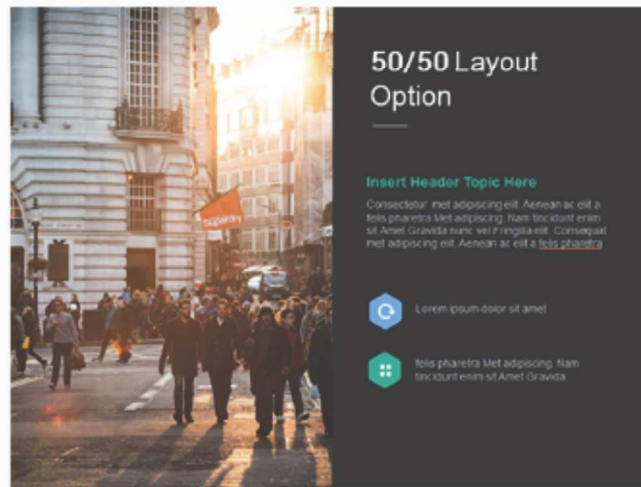 50/50 Layout
Option
Superdry
Insert Header Topic Here
Consectetur met adipiscing elit. Aenean ac elit a
felis pharetra Met adipiscing. Nam tincidunt enim
sit Amet Gravida nunc vel Fringilla elit. Consequat
met adipiscing elit. Aenean ac elit a felis pharetra
Lorem ipsum dolor sit amet
felis pharetra Met adipiscing. Nam
tincidunt enim sit Amet Gravida